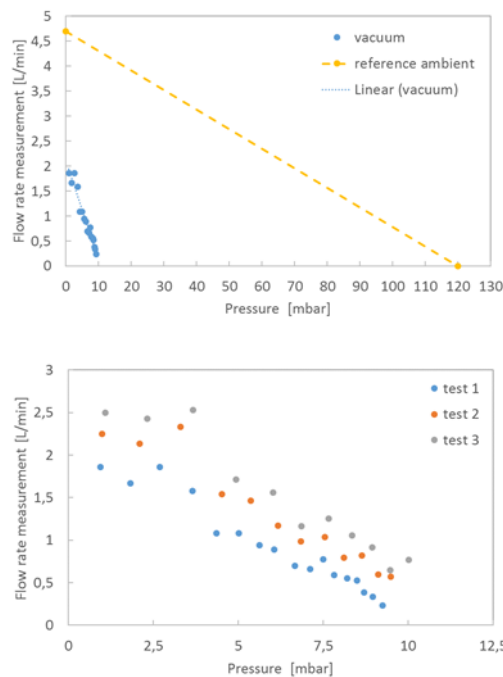 5
4,5
4
3,5
3
2,5
2
1,5
1
0,5
0
Flow rate measurement [L/min]
vacuum
reference ambient
Linear (vacuum)
0 10 20 30 40 50 60 70 80 90 100 110 120 130
Pressure [mbar]
3
2,5
2
1,5
1
0,5
0
Flow rate measurement [L/min]
test 1
test 2
test 3
0 2,5 5 7,5 10 12,5
Pressure [mbar]